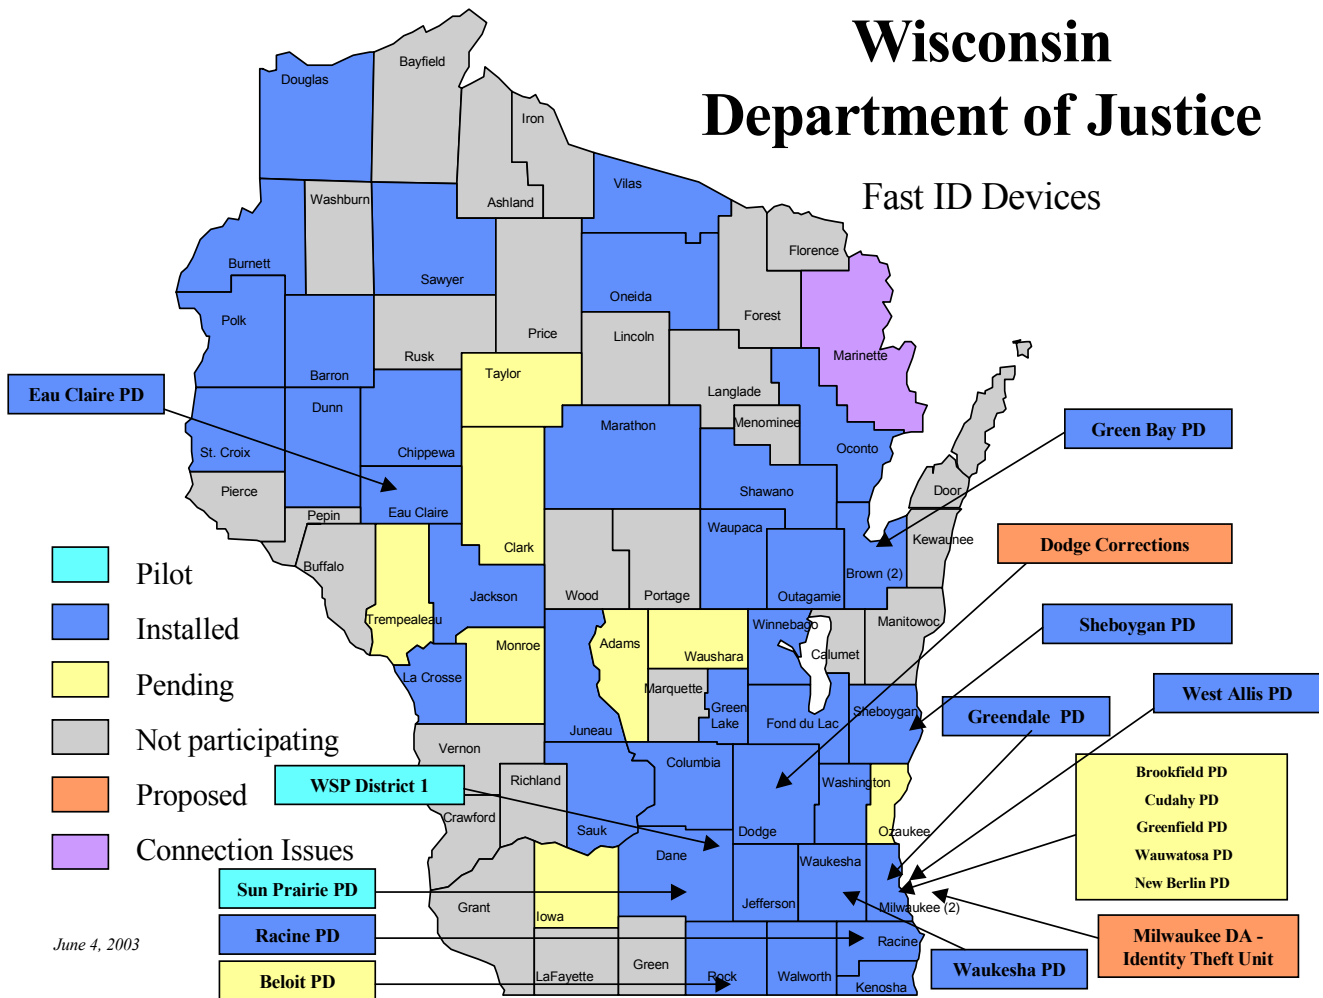 Wisconsin
Department of Justice
Fast ID Devices
Douglas
Bayfield
Iron
Ashland
Washburn
Vilas
Burnett
Sawyer
Florence
Oneida
Forest
Polk
Price
Lincoln
Marinette
Rusk
Barron
Taylor
Langlade
Eau Claire PD
Dunn
Menominee
Marathon
Green Bay PD
St. Croix
Chippewa
Oconto
Pierce
Shawano
Door
Pepin
Eau Claire
Waupaca
Clark
Kewaunee
Dodge Corrections
Buffalo
Brown (2)
Jackson
Wood
Portage
Outagamie
Trempealeau
Manitowoc
Winnebago
Sheboygan PD
Monroe
Adams
Waushara
Calumet
La Crosse
Marquette
West Allis PD
Green
Lake
Sheboygan
Greendale PD
Fond du Lac
Juneau
Vernon
Columbia
Brookfield PD
Cudahy PD
Greenfield PD
Wauwatosa PD
New Berlin PD
WSP District 1
Richland
Washington
Crawford
Sauk
Dodge
Ozaukee
Dane
Waukesha
Pilot
Installed
Pending
Not participating
Proposed
Connection Issues
Sun Prairie PD
Grant
Iowa
Jefferson
Milwaukee (2)
Racine PD
Racine
Milwaukee DA -
Identity Theft Unit
June 4, 2003
Green
Waukesha PD
LaFayette
Rock
Walworth
Beloit PD
Kenosha